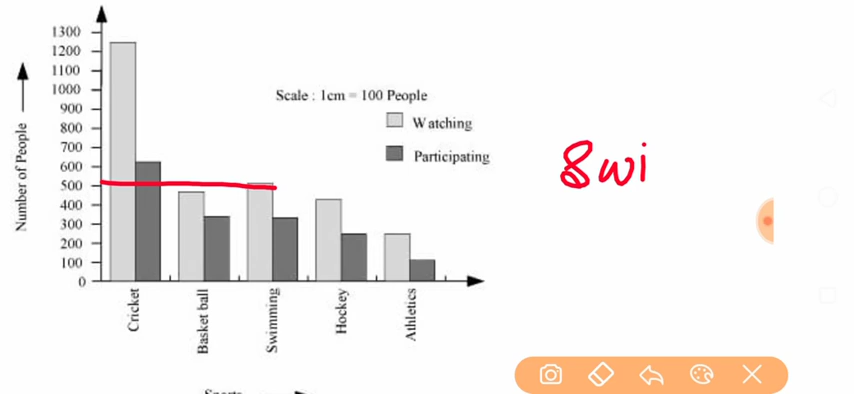 1300
1200
1100
1000
900
800
700
600
500
400
300
200
100
0
Number of People
Scale : 1cm = 100 People
Watching
Participating
Cricket
Basket ball
Swimming
Hockey
Athletics
Swi